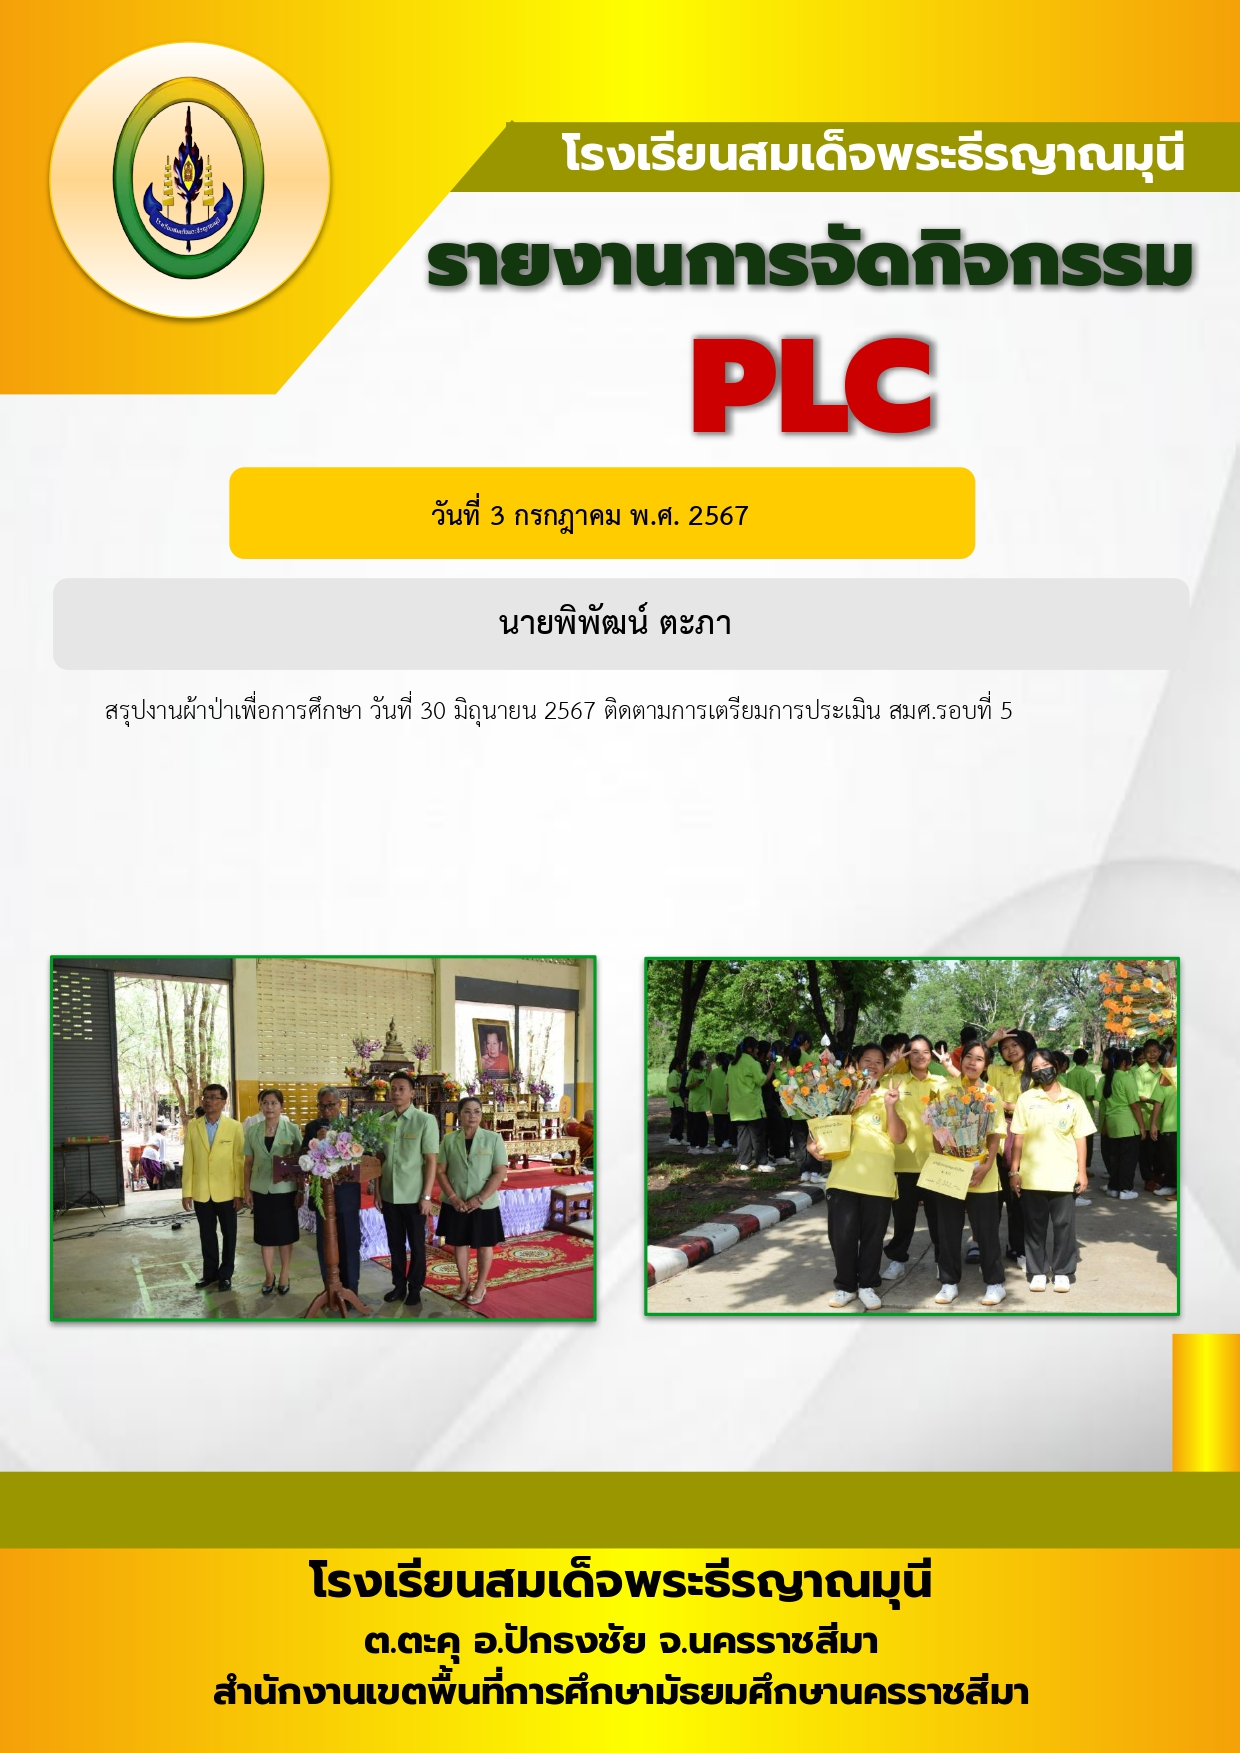 โรงเรียนสมเด็จพระธีรญาณมุนี
รายงานการจัดกิจกรรม
PLC
วันที่ 3 กรกฎาคม พ.ศ. 2567
นายพิพัฒน์ ตะภา
สรุปงานผ้าป่าเพื่อการศึกษา วันที่ 30 มิถุนายน 2567 ติดตามการเตรียมการประเมิน สมศ.รอบที่ 5
โรงเรียนสมเด็จพระธีรญาณมุนี
ต.ตะคุ อ.ปักธงชัย จ.นครราชสีมา
สำนักงานเขตพื้นที่การศึกษามัธยมศึกษานครราชสีมา